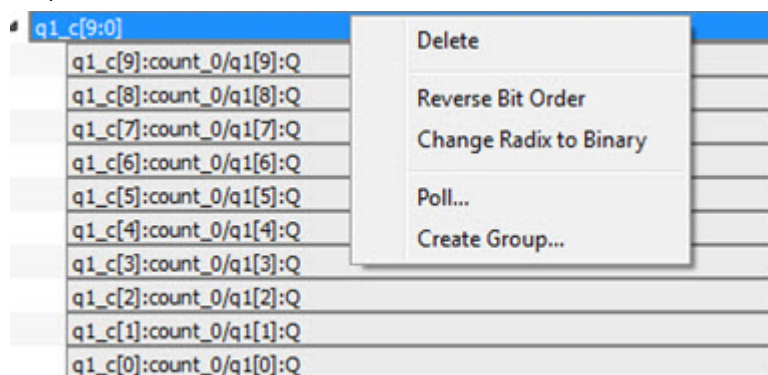 q1_c[9:0]
q1_c[9]:count_0/q1[9]:Q
q1_c[8]:count_0/q1[8]:Q
q1_c[7]:count_0/q1[7]:Q
q1_c[6]:count_0/q1[6]:Q
q1_c[5]:count_0/q1[5]:Q
q1_c[4]:count_0/q1[4]:Q
q1_c[3]:count_0/q1[3]:Q
q1_c[2]:count_0/q1[2]:Q
q1_c[1]:count_0/q1[1]:Q
q1_c[0]:count_0/q1[0]:Q
Delete
Reverse Bit Order
Change Radix to Binary
Poll...
Create Group...